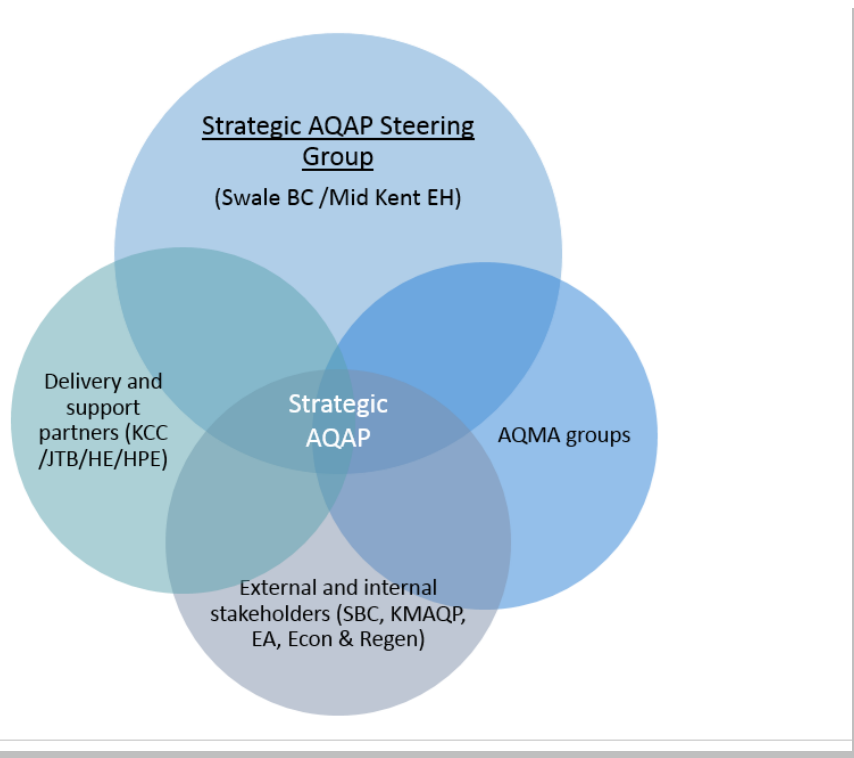 Strategic AQAP Steering
Group
(Swale BC /Mid Kent EH)
Delivery and
support
partners (KCC
/JTB/HE/HPE)
Strategic
AQAP
AQMA groups
External and internal
stakeholders (SBC, KMAQP,
EA, Econ & Regen)